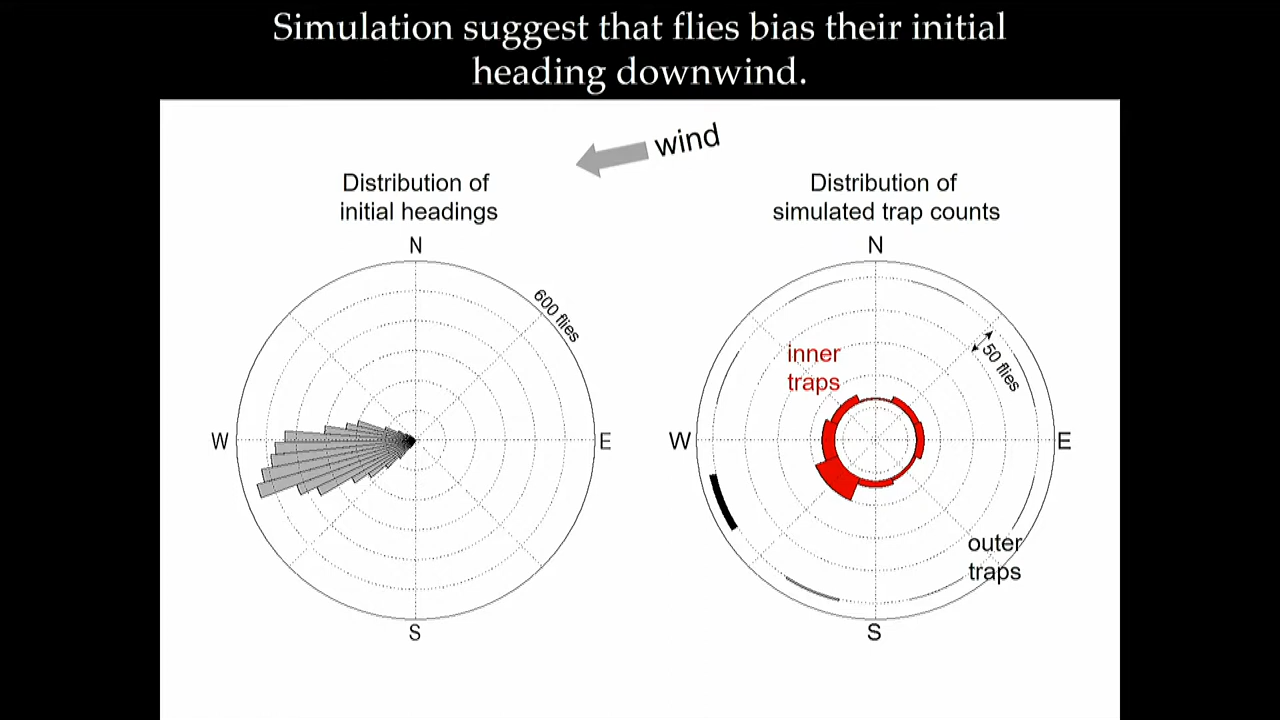 Simulation suggest that flies bias their initial
heading downwind.
wind
Distribution of
initial headings
N
600 flies
W
E
S
Distribution of
simulated trap counts
N
50 flies
inner
traps
W
E
outer
traps
S